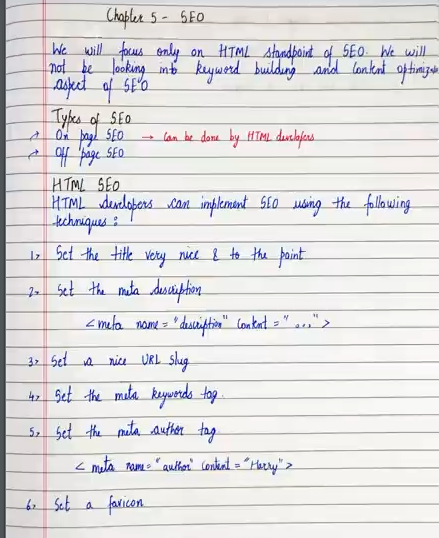 Chapter 5 - SEO
We will focus only on HTML standpoint of SEO. We will
not be looking into keyword building and content optimiz
aspect of SEO
Types of SEO
→ On page SEO → Can be done by HTML developers
→ Off page SEO
HTML SEO
HTML developers can implement SEO using the following
techniques :
1> Set the title very nice & to the point
2> Set the meta description
<meta name = "description" content = "...">
3> Set a nice URL Slug
4> Set the meta keywords tag.
5> Set the meta author tag
< meta name= "author" content = "Harry">
6> Set a favicon